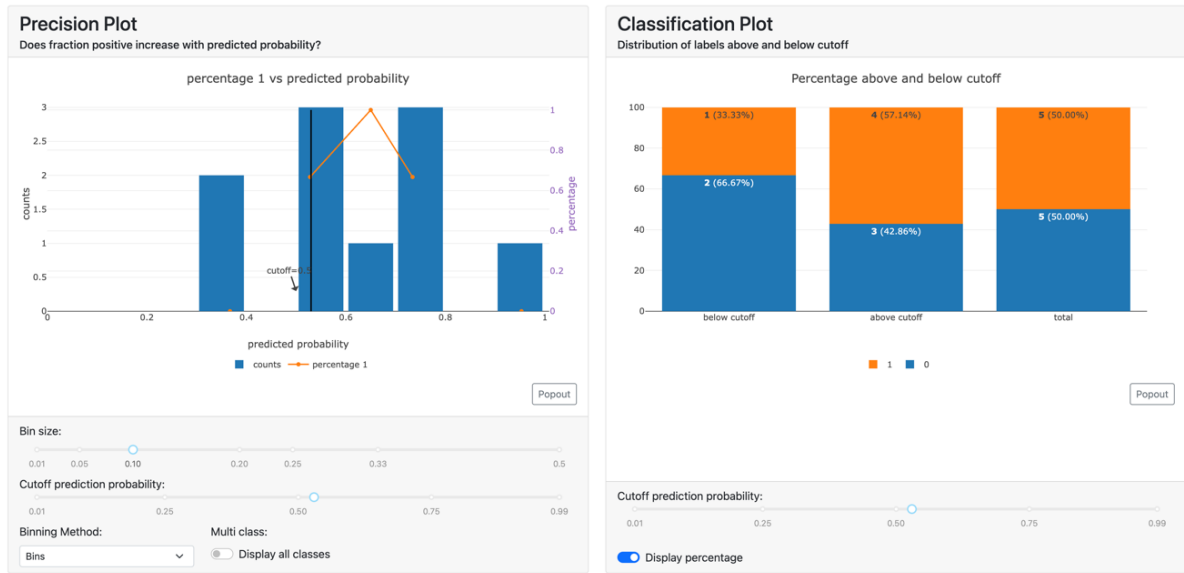 Precision Plot
Does fraction positive increase with predicted probability?
percentage 1 vs predicted probability
3
2.5
2
1.5
1
0.5
0
counts
1
0.8
0.6
0.4
0.2
0
percentage
cutoff=0.5
0
0.2
0.4
0.6
0.8
1
predicted probability
counts
percentage 1
Popout
Bin size:
0.01 0.05 0.10 0.20 0.25 0.33 0.5
Cutoff prediction probability:
0.01 0.25 0.50 0.75 0.99
Binning Method: Multi class:
Bins
Display all classes
Classification Plot
Distribution of labels above and below cutoff
Percentage above and below cutoff
100
80
60
40
20
0
1 (33.33%)
4 (57.14%)
5 (50.00%)
2 (66.67%)
3 (42.86%)
5 (50.00%)
below cutoff
above cutoff
total
1 0
Popout
Cutoff prediction probability:
0.01 0.25 0.50 0.75 0.99
Display percentage